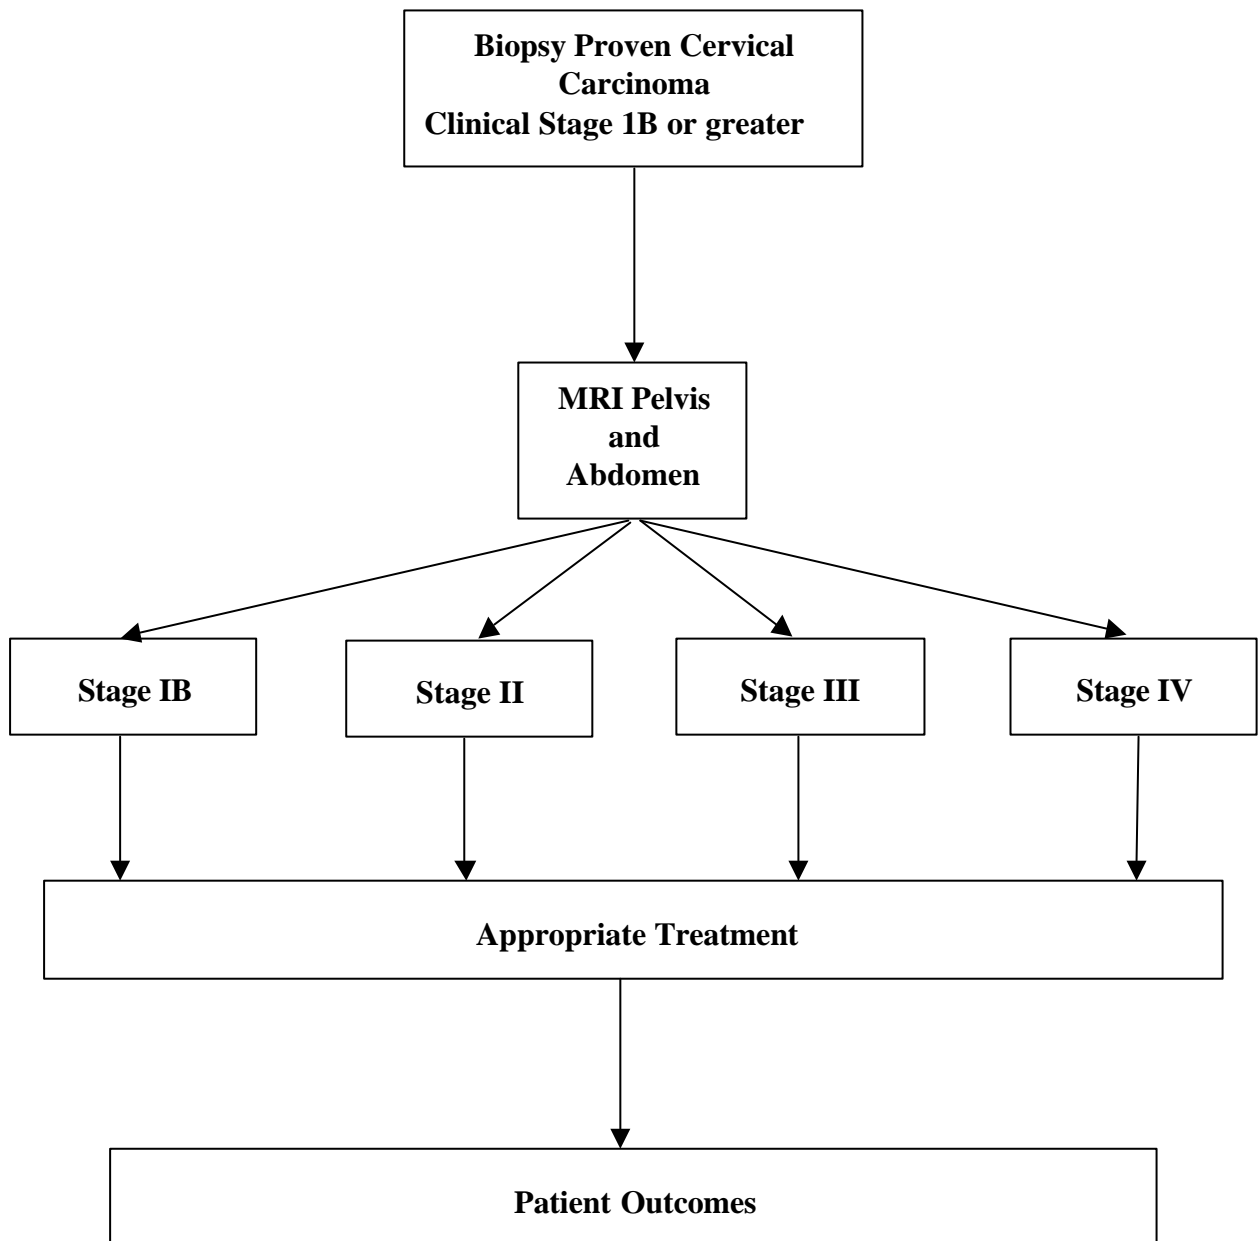 Biopsy Proven Cervical
Carcinoma
Clinical Stage 1B or greater
MRI Pelvis
and
Abdomen
Stage IB
Stage II
Stage III
Stage IV
Appropriate Treatment
Patient Outcomes